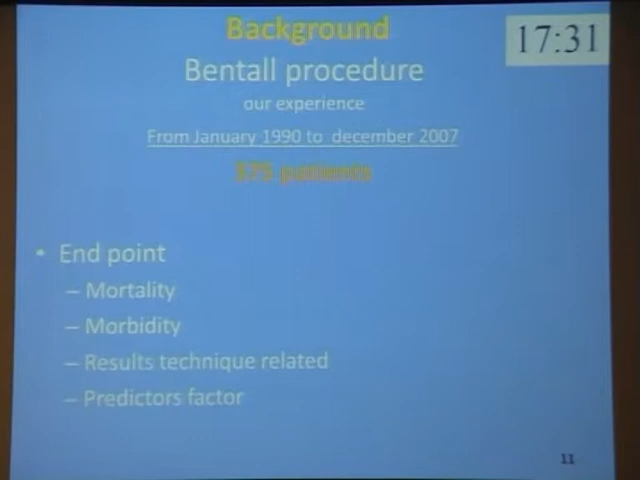 Background
17:31
Bentall procedure
our experience
From January 1990 to december 2007
375 patients
• End point
– Mortality
– Morbidity
– Results technique related
– Predictors factor
11